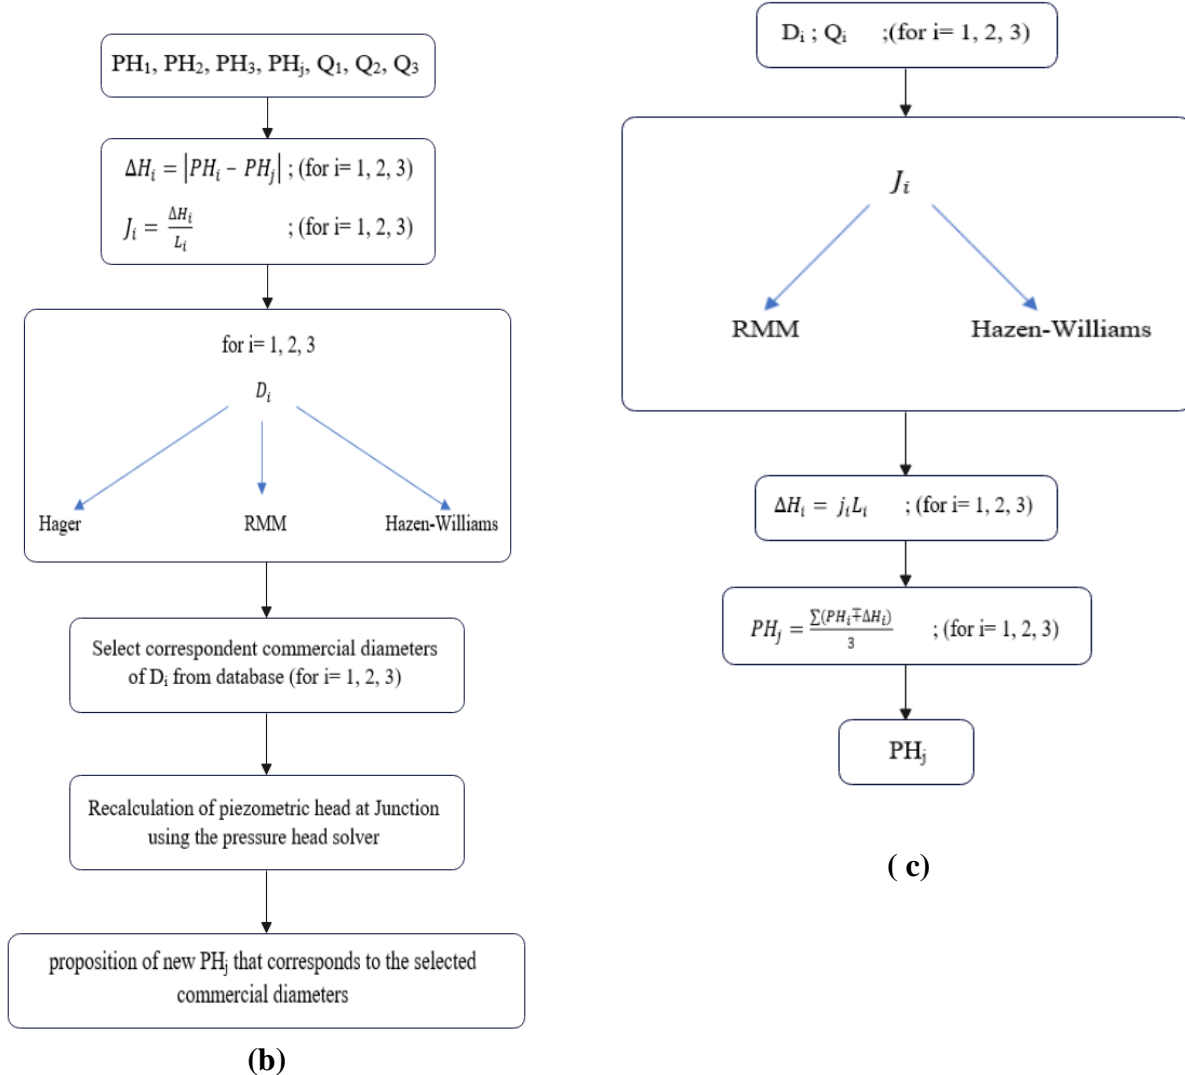 PH₁, PH₂, PH₃, PHⱼ, Q₁, Q₂, Q₃
ΔHᵢ = |PHᵢ – PHⱼ| ; (for i= 1, 2, 3)
Jᵢ = ΔHᵢ/Lᵢ ; (for i= 1, 2, 3)
for i= 1, 2, 3
Dᵢ
Hager RMM Hazen-Williams
Select correspondent commercial diameters
of Dᵢ from database (for i= 1, 2, 3)
Recalculation of piezometric head at Junction
using the pressure head solver
proposition of new PHⱼ that corresponds to the selected
commercial diameters
(b)
Dᵢ ; Qᵢ ;(for i= 1, 2, 3)
Jᵢ
RMM Hazen-Williams
ΔHᵢ = jᵢLᵢ ; (for i= 1, 2, 3)
PHⱼ = ∑(PHᵢ∓ΔHᵢ)/3 ; (for i= 1, 2, 3)
PHⱼ
( c)